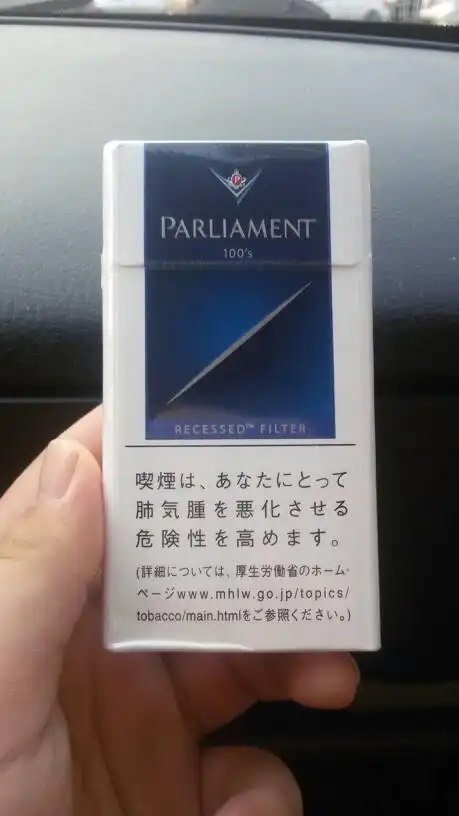 P
PARLIAMENT
100's
RECESSED™ FILTER
喫煙は、あなたにとって
肺気腫を悪化させる
危険性を高めます。
(詳細については、厚生労働省のホーム・
ページwww.mhlw.go.jp/topics/
tobacco/main.htmlをご参照ください。)